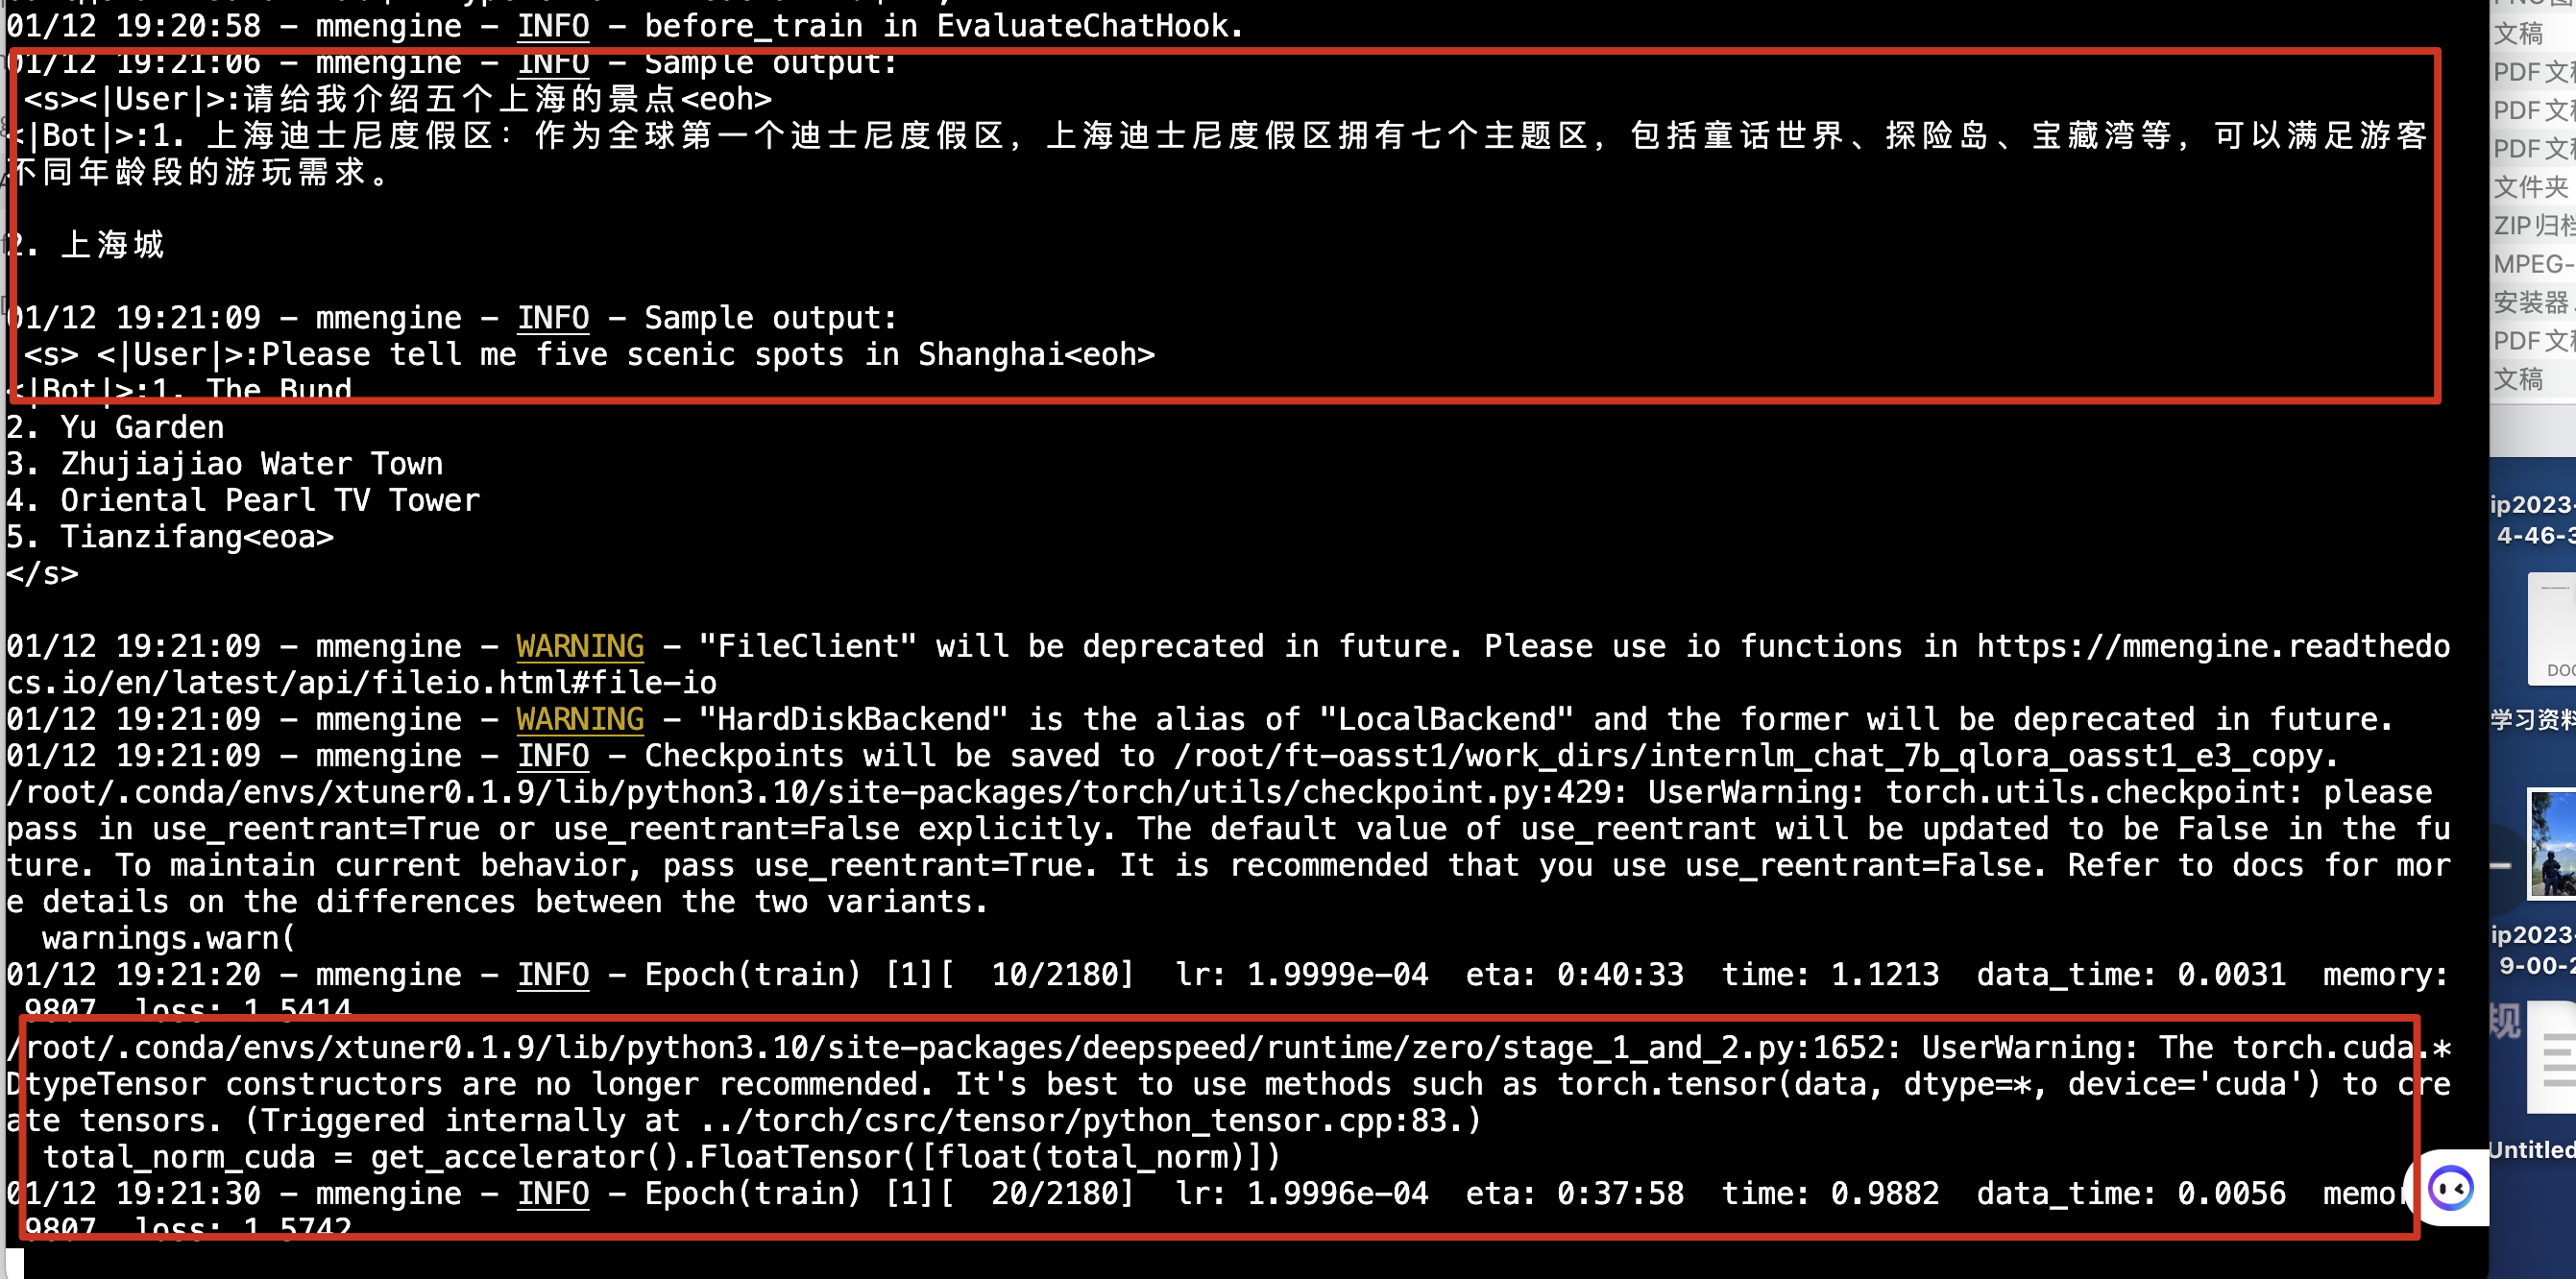 01/12 19:20:58 - mmengine - INFO - before_train in EvaluateChatHook.
01/12 19:21:06 - mmengine - INFO - Sample output:
<s><|User|>:请给我介绍五个上海的景点<eoh>
<|Bot|>:1. 上海迪士尼度假区：作为全球第一个迪士尼度假区，上海迪士尼度假区拥有七个主题区，包括童话世界、探险岛、宝藏湾等，可以满足游客
不同年龄段的游玩需求。
2. 上海城
01/12 19:21:09 - mmengine - INFO - Sample output:
<s> <|User|>:Please tell me five scenic spots in Shanghai<eoh>
<|Bot|>:1. The Bund
2. Yu Garden
3. Zhujiajiao Water Town
4. Oriental Pearl TV Tower
5. Tianzifang<eoa>
</s>
01/12 19:21:09 - mmengine - WARNING - "FileClient" will be deprecated in future. Please use io functions in https://mmengine.readthedo
cs.io/en/latest/api/fileio.html#file-io
01/12 19:21:09 - mmengine - WARNING - "HardDiskBackend" is the alias of "LocalBackend" and the former will be deprecated in future.
01/12 19:21:09 - mmengine - INFO - Checkpoints will be saved to /root/ft-oasst1/work_dirs/internlm_chat_7b_qlora_oasst1_e3_copy.
/root/.conda/envs/xtuner0.1.9/lib/python3.10/site-packages/torch/utils/checkpoint.py:429: UserWarning: torch.utils.checkpoint: please
pass in use_reentrant=True or use_reentrant=False explicitly. The default value of use_reentrant will be updated to be False in the fu
ture. To maintain current behavior, pass use_reentrant=True. It is recommended that you use use_reentrant=False. Refer to docs for mor
e details on the differences between the two variants.
warnings.warn(
01/12 19:21:20 - mmengine - INFO - Epoch(train) [1][ 10/2180] lr: 1.9999e-04 eta: 0:40:33 time: 1.1213 data_time: 0.0031 memory:
9807 loss: 1.5414
/root/.conda/envs/xtuner0.1.9/lib/python3.10/site-packages/deepspeed/runtime/zero/stage_1_and_2.py:1652: UserWarning: The torch.cuda.*
DtypeTensor constructors are no longer recommended. It's best to use methods such as torch.tensor(data, dtype=*, device='cuda') to cre
ate tensors. (Triggered internally at ../torch/csrc/tensor/python_tensor.cpp:83.)
total_norm_cuda = get_accelerator().FloatTensor([float(total_norm)])
01/12 19:21:30 - mmengine - INFO - Epoch(train) [1][ 20/2180] lr: 1.9996e-04 eta: 0:37:58 time: 0.9882 data_time: 0.0056 memor
9807 loss: 1.5742
文稿
PDF文
PDF文
PDF文
文件夹
ZIP归档
MPEG-
安装器
PDF文
文稿
ip2023-
4-46-3
DOC
学习资料
ip2023-
9-00-2
规
Untitled